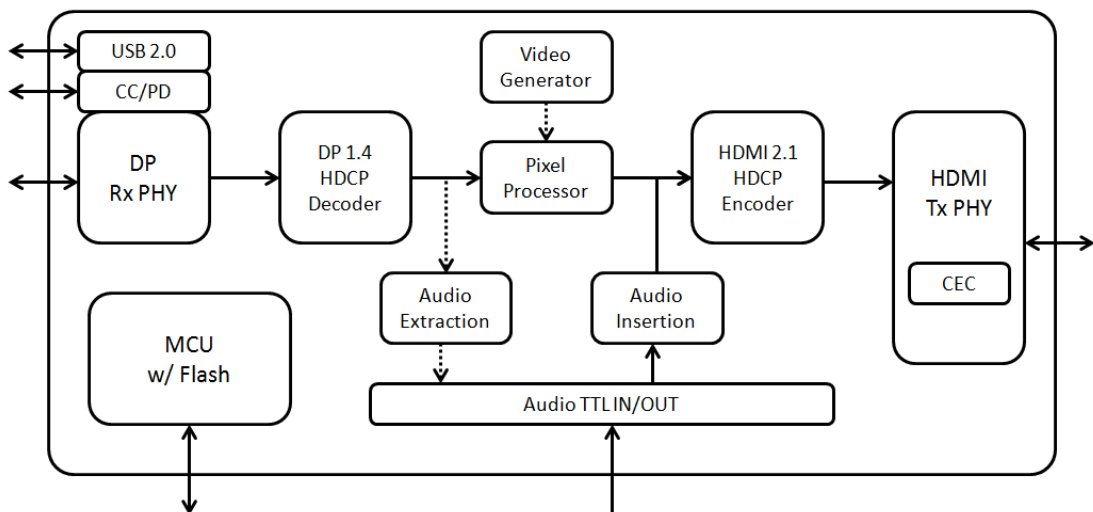 USB 2.0
CC/PD
DP
Rx PHY
DP 1.4
HDCP
Decoder
Video
Generator
Pixel
Processor
HDMI 2.1
HDCP
Encoder
HDMI
Tx PHY
CEC
Audio
Extraction
Audio
Insertion
MCU
w/ Flash
Audio TTL IN/OUT